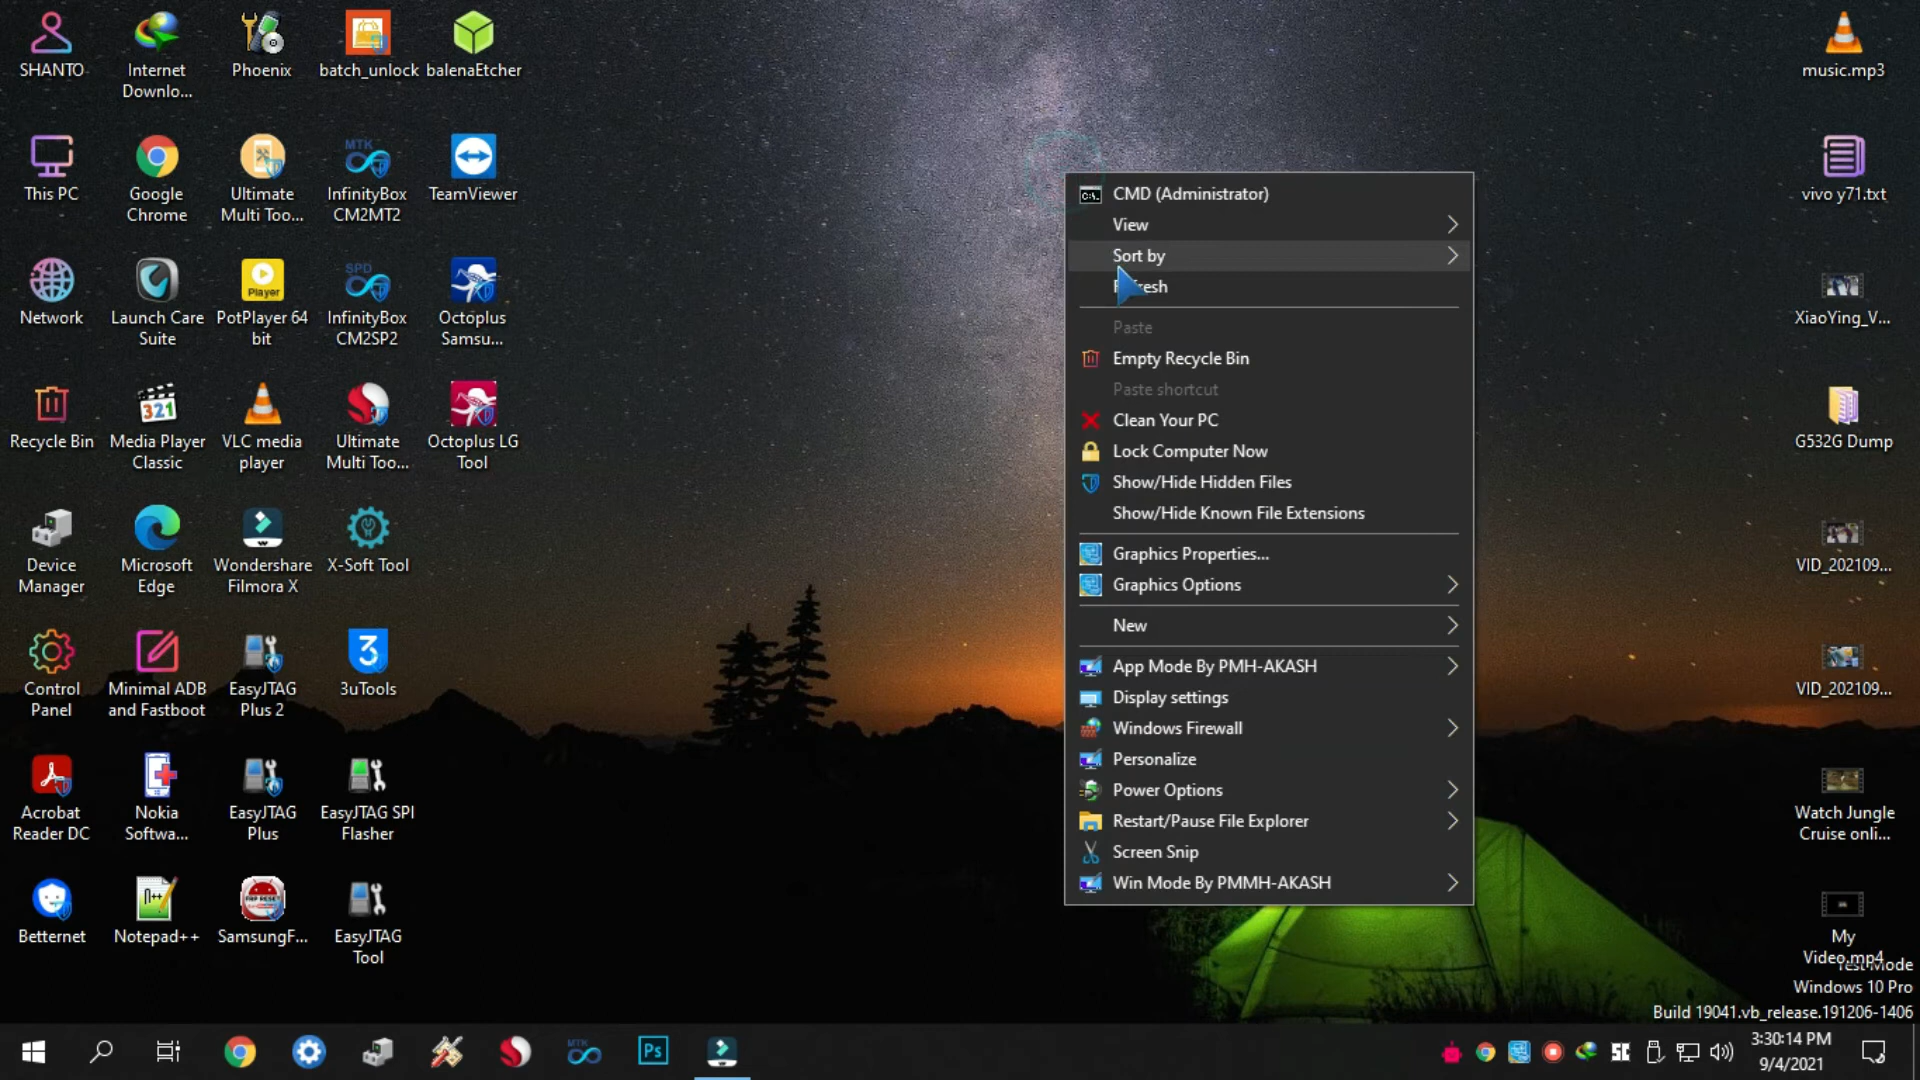 SHANTO
Internet
Downlo...
Phoenix
batch_unlock
balenaEtcher
This PC
Google
Chrome
Ultimate
Multi Too...
MTK
InfinityBox
CM2MT2
TeamViewer
Network
Launch Care
Suite
Player
PotPlayer 64
bit
SPD
InfinityBox
CM2SP2
Octoplus
Samsu...
Recycle Bin
321
Media Player
Classic
VLC media
player
Ultimate
Multi Too...
Octoplus LG
Tool
Device
Manager
Microsoft
Edge
Wondershare
Filmora X
X-Soft Tool
Control
Panel
Minimal ADB
and Fastboot
EasyJTAG
Plus 2
3
3uTools
Acrobat
Reader DC
Nokia
Softwa...
EasyJTAG
Plus
EasyJTAG SPI
Flasher
Betternet
Notepad++
SamsungF...
EasyJTAG
Tool
CMD (Administrator)
View
Sort by
Paste
Empty Recycle Bin
Paste shortcut
Clean Your PC
Lock Computer Now
Show/Hide Hidden Files
Show/Hide Known File Extensions
Graphics Properties...
Graphics Options
New
App Mode By PMH-AKASH
Display settings
Windows Firewall
Personalize
Power Options
Restart/Pause File Explorer
Screen Snip
Win Mode By PMMH-AKASH
music.mp3
vivo y71.txt
XiaoYing_V...
G532G Dump
VID_202109...
VID_202109...
Watch Jungle
Cruise onli...
My
Video.mp4
Test Mode
Windows 10 Pro
Build 19041.vb_release.191206-1406
MTK
Ps
3:30:14 PM
9/4/2021